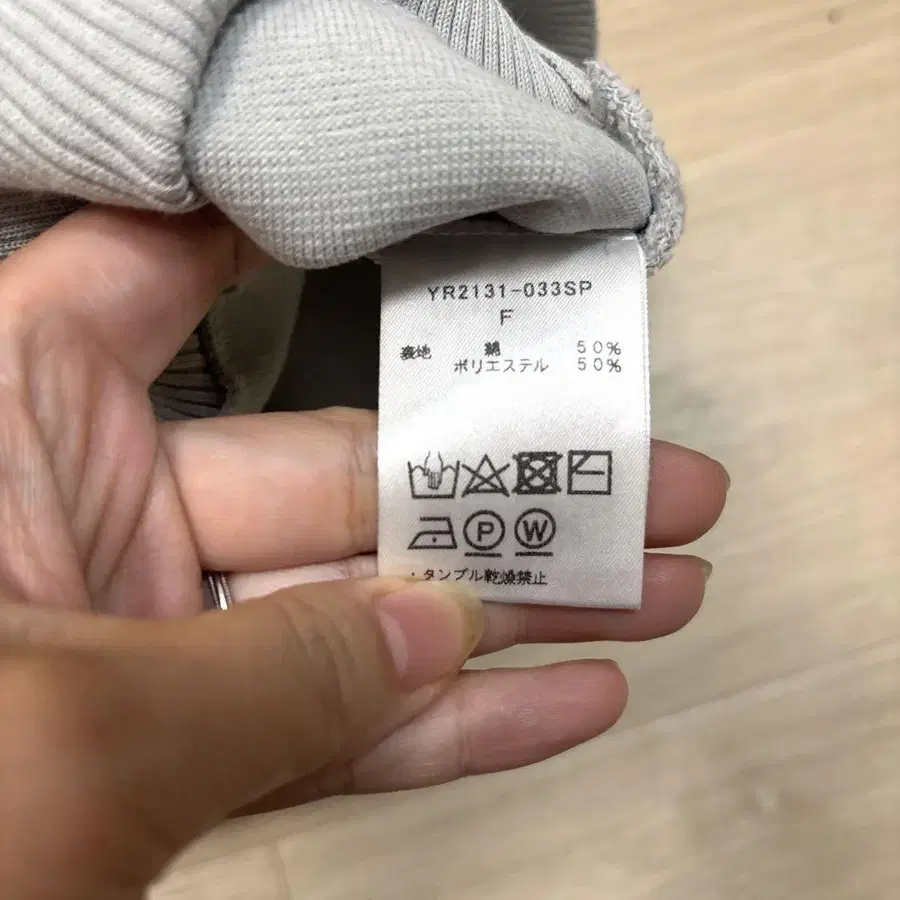 YR2131-033SP
F
表地 綿 50%
ポリエステル 50%
P W
・タンブル乾燥禁止